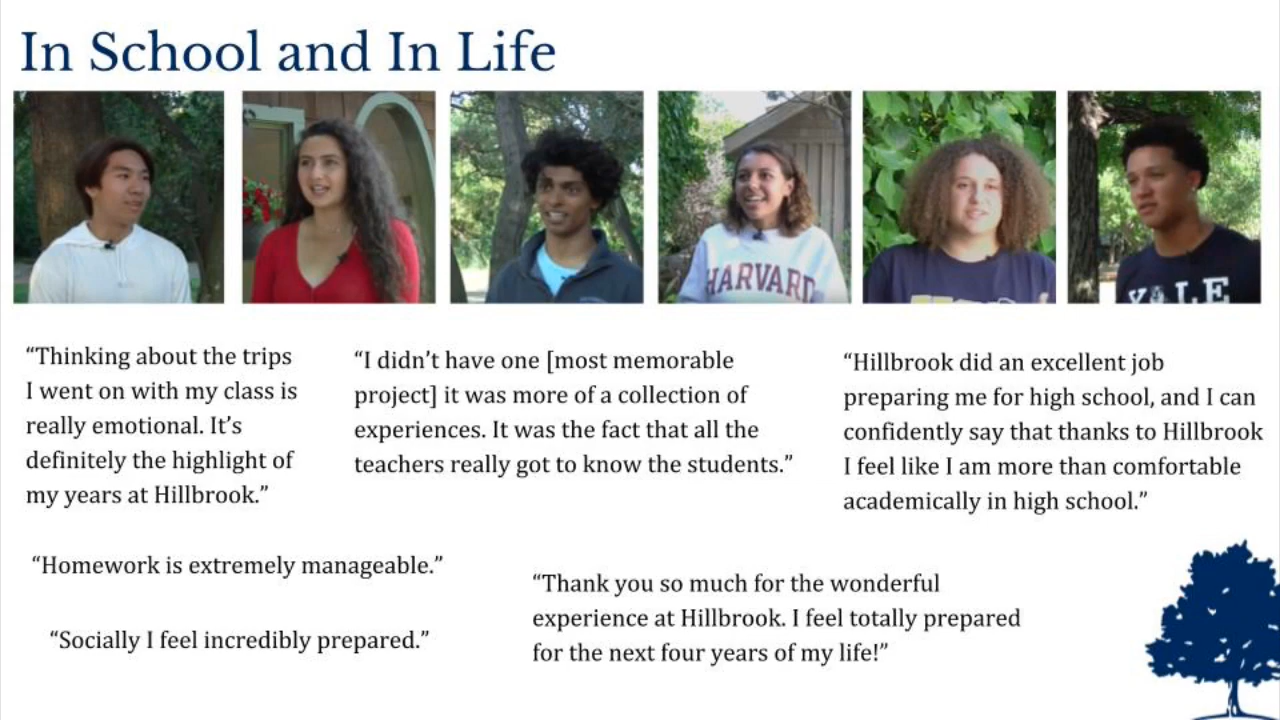 In School and In Life
HARVARD
YALE
“Thinking about the trips
I went on with my class is
really emotional. It’s
definitely the highlight of
my years at Hillbrook.”
“I didn’t have one [most memorable
project] it was more of a collection of
experiences. It was the fact that all the
teachers really got to know the students.”
“Hillbrook did an excellent job
preparing me for high school, and I can
confidently say that thanks to Hillbrook
I feel like I am more than comfortable
academically in high school.”
“Homework is extremely manageable.”
“Socially I feel incredibly prepared.”
“Thank you so much for the wonderful
experience at Hillbrook. I feel totally prepared
for the next four years of my life!”